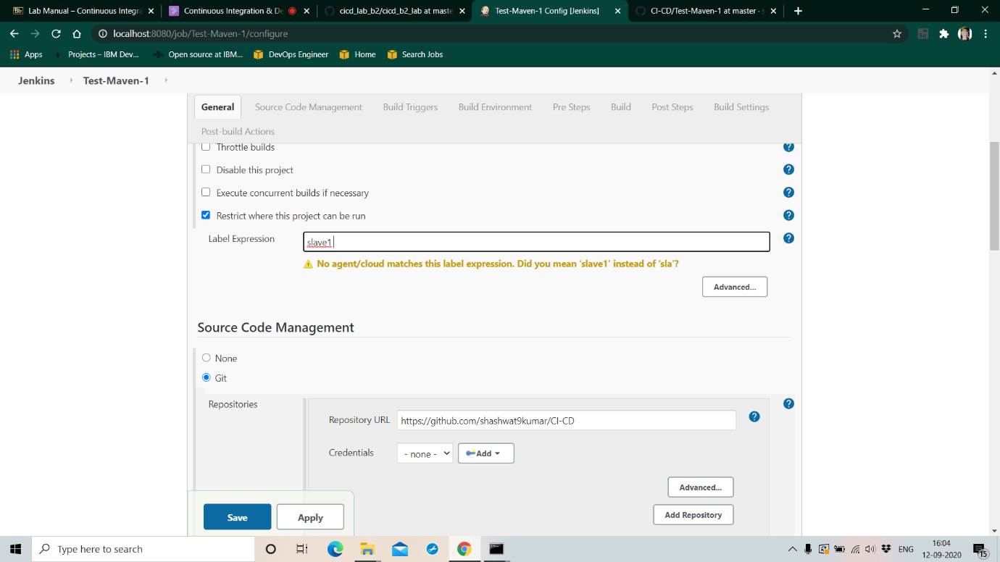 Lab Manual – Continuous Integra
Continuous Integration & De
cicd_lab_b2/cicd_b2_lab at maste
Test-Maven-1 Config [Jenkins]
CI-CD/Test-Maven-1 at master · s
localhost:8080/job/Test-Maven-1/configure
Apps
Projects – IBM Dev...
Open source at IBM...
DevOps Engineer
Home
Search Jobs
Jenkins
Test-Maven-1
General
Source Code Management
Build Triggers
Build Environment
Pre Steps
Build
Post Steps
Build Settings
Post-build Actions
Throttle builds
Disable this project
Execute concurrent builds if necessary
Restrict where this project can be run
Label Expression
slave1
No agent/cloud matches this label expression. Did you mean ‘slave1’ instead of ‘sla’?
Advanced...
Source Code Management
None
Git
Repositories
Repository URL
https://github.com/shashwat9kumar/CI-CD
Credentials
- none -
Add
Advanced...
Add Repository
Save
Apply
Type here to search
ENG
16:04
12-09-2020
15